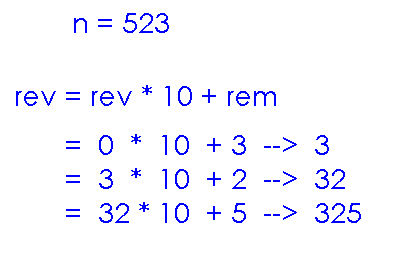 n = 523
rev = rev * 10 + rem
= 0 * 10 + 3 --> 3
= 3 * 10 + 2 --> 32
= 32 * 10 + 5 --> 325